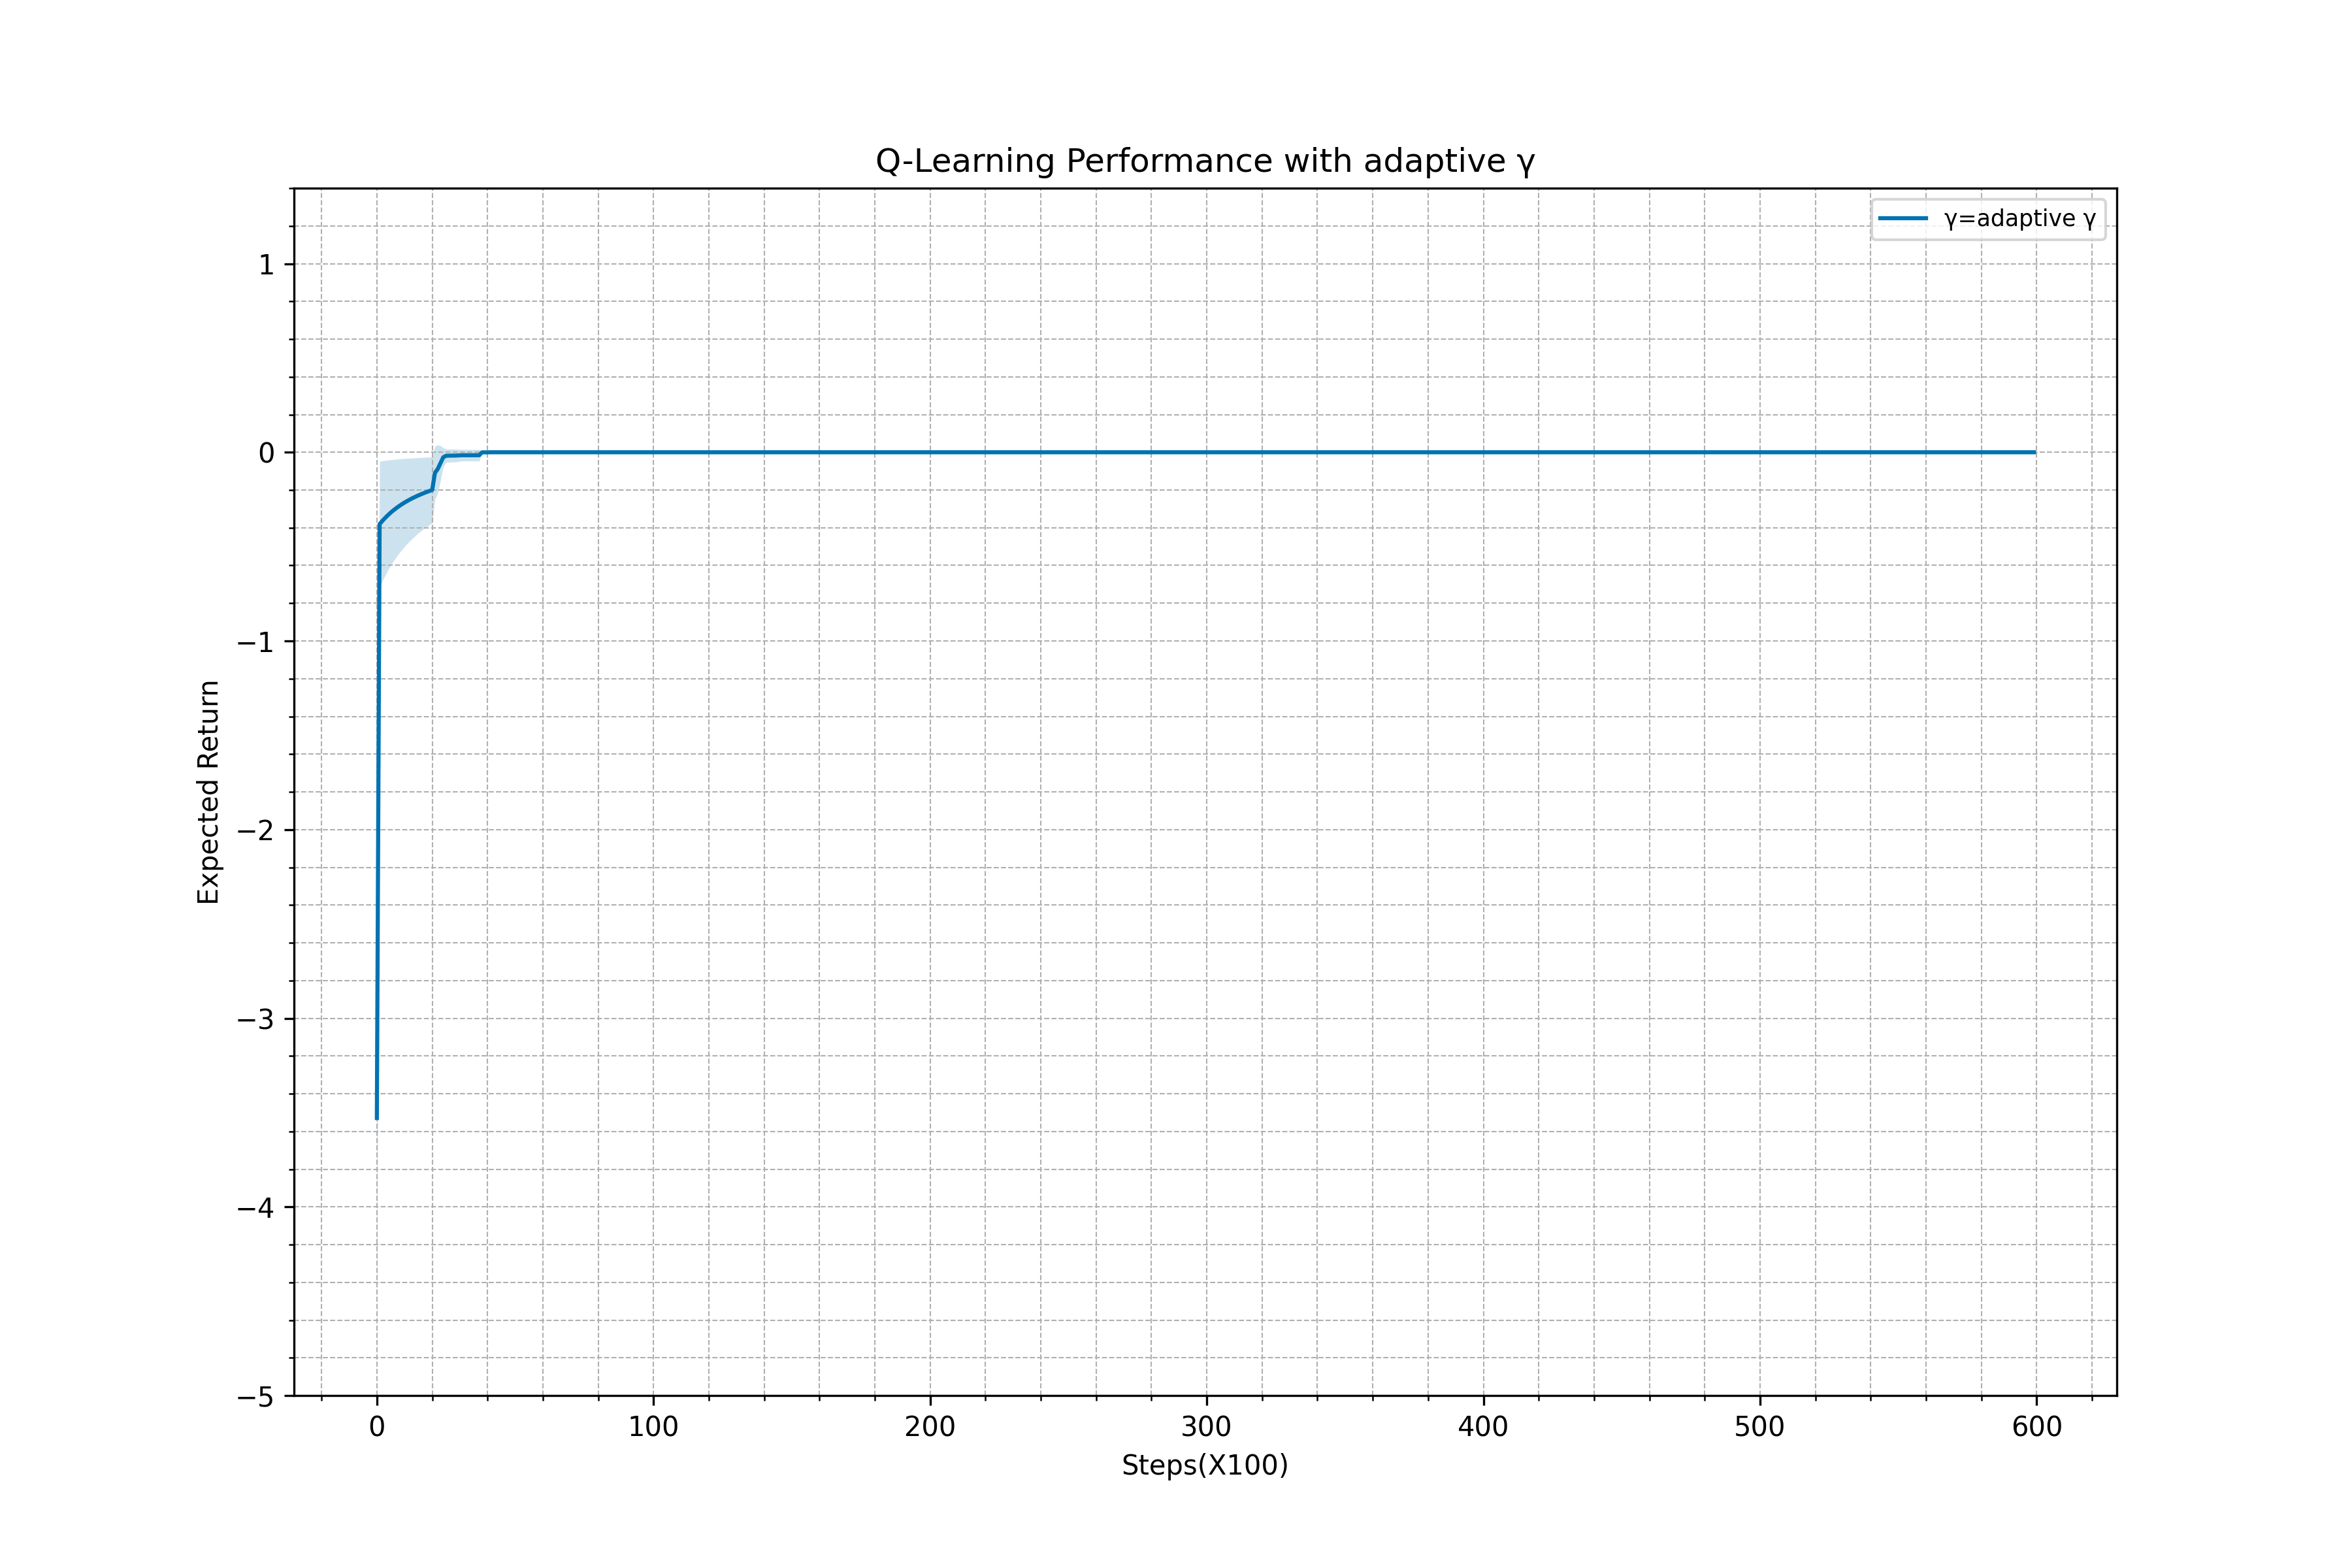 Q-Learning Performance with adaptive γ
γ=adaptive γ
1
0
−1
−2
−3
−4
−5
Expected Return
0 100 200 300 400 500 600
Steps(X100)